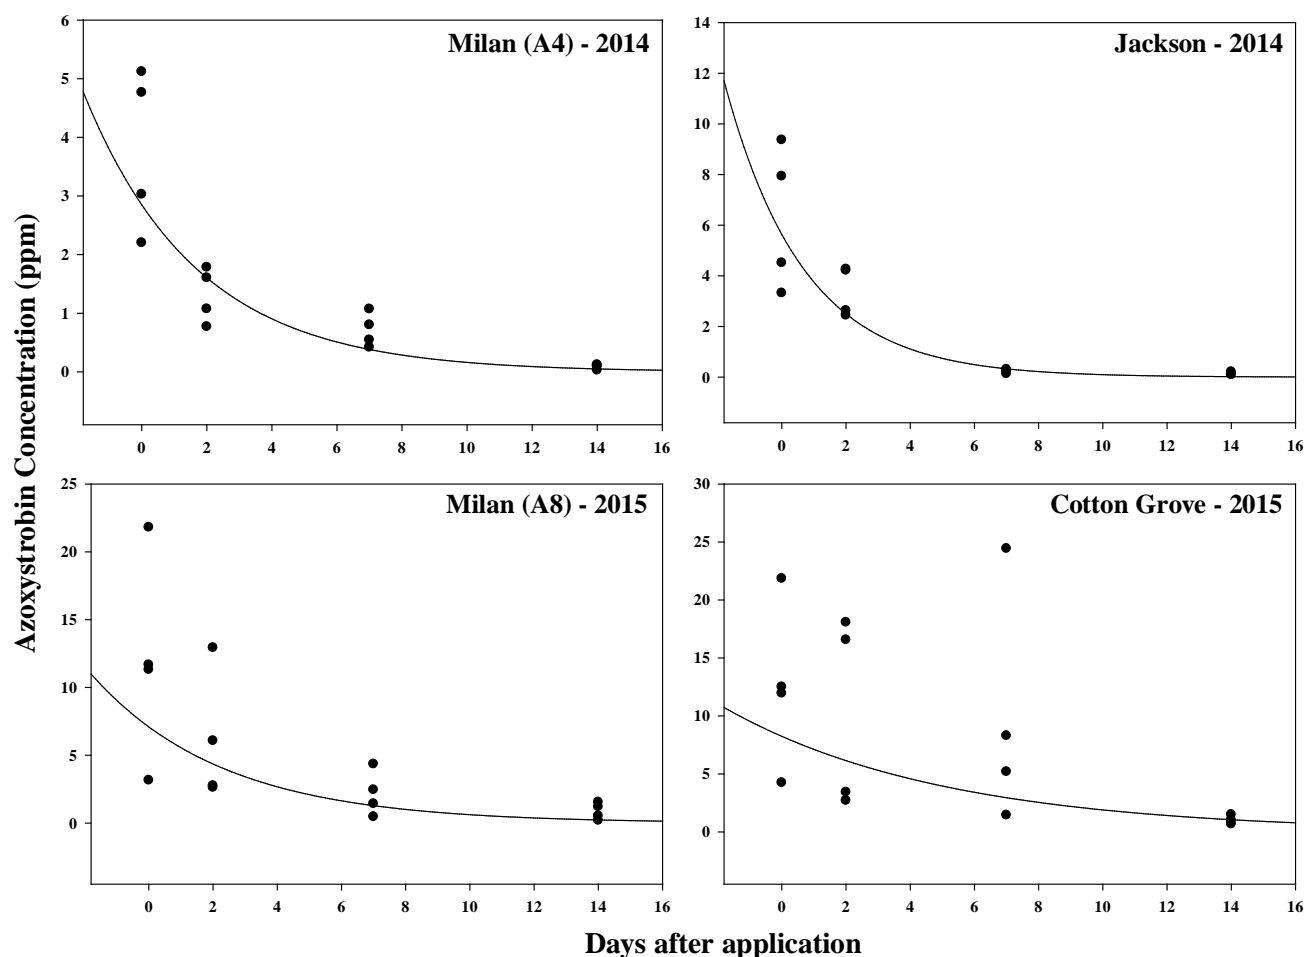 Azoxystrobin Concentration (ppm)
Milan (A4) - 2014
6
5
4
3
2
1
0
0 2 4 6 8 10 12 14 16
Jackson - 2014
14
12
10
8
6
4
2
0
0 2 4 6 8 10 12 14 16
Milan (A8) - 2015
25
20
15
10
5
0
0 2 4 6 8 10 12 14 16
Cotton Grove - 2015
30
25
20
15
10
5
0
0 2 4 6 8 10 12 14 16
Days after application